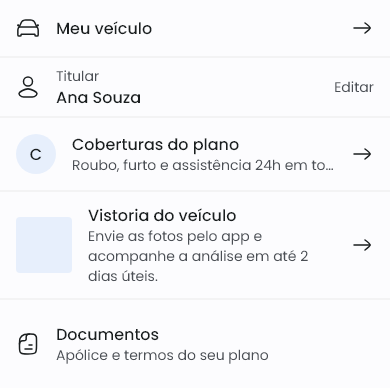 Meu veículo
Titular
Ana Souza
Editar
C
Coberturas do plano
Roubo, furto e assistência 24h em to...
Vistoria do veículo
Envie as fotos pelo app e
acompanhe a análise em até 2
dias úteis.
Documentos
Apólice e termos do seu plano